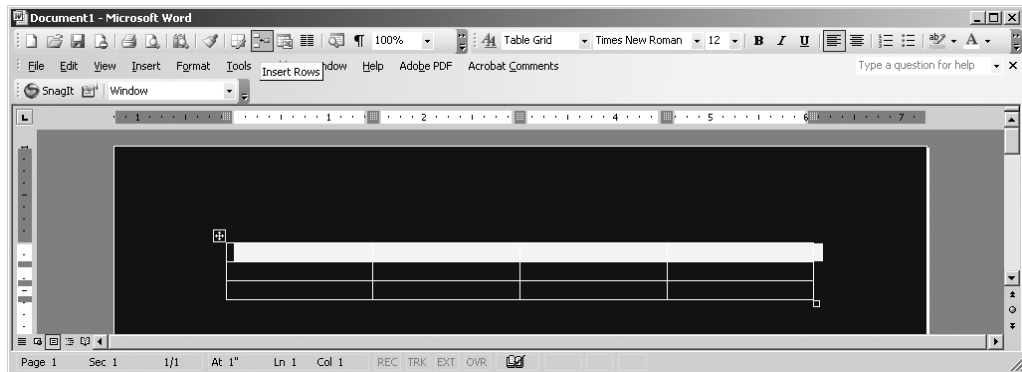 Document1 - Microsoft Word
100% Table Grid Times New Roman 12 B I U
File Edit View Insert Format Tools ndow Help Adobe PDF Acrobat Comments Type a question for help
Insert Rows
SnagIt Window
1 1 2 4 5 6 7
Page 1 Sec 1 1/1 At 1" Ln 1 Col 1 REC TRK EXT OVR